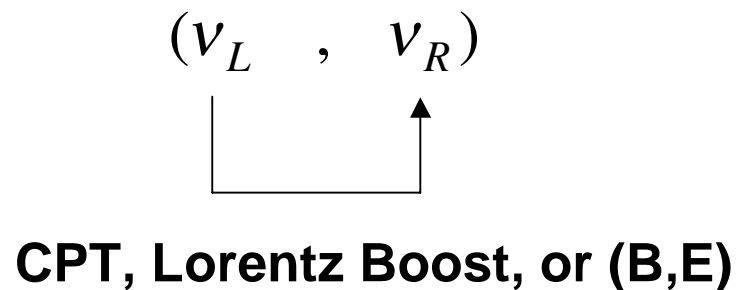 (ν_L , ν_R)
CPT, Lorentz Boost, or (B,E)